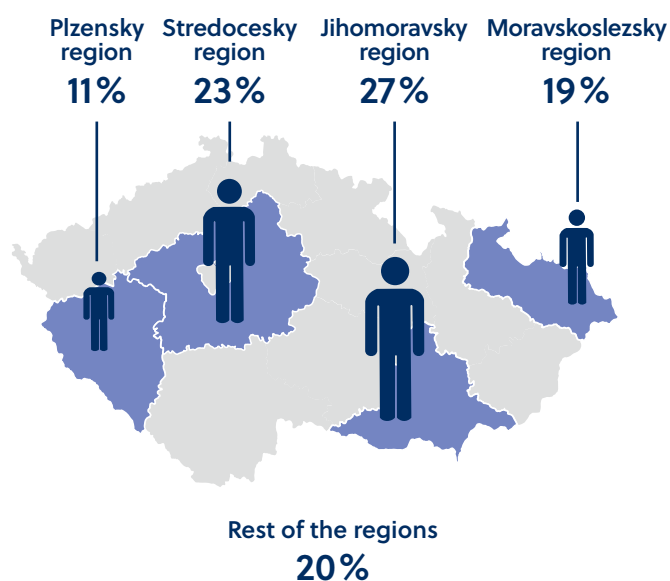 Plzensky
region
11%
Stredocesky
region
23%
Jihomoravsky
region
27%
Moravskoslezsky
region
19%
Rest of the regions
20%